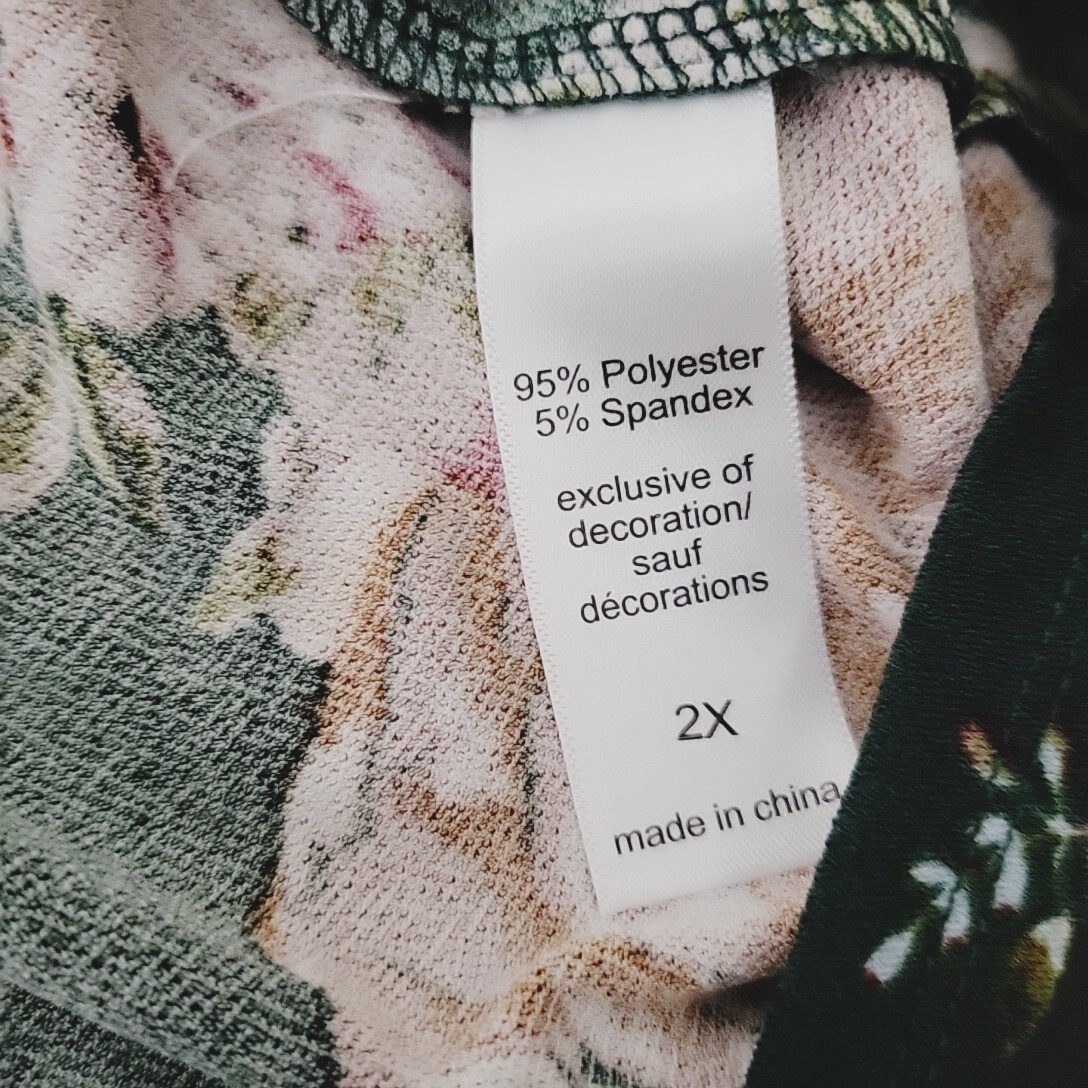 95% Polyester
5% Spandex
exclusive of
decoration/
sauf
décorations
2X
made in china